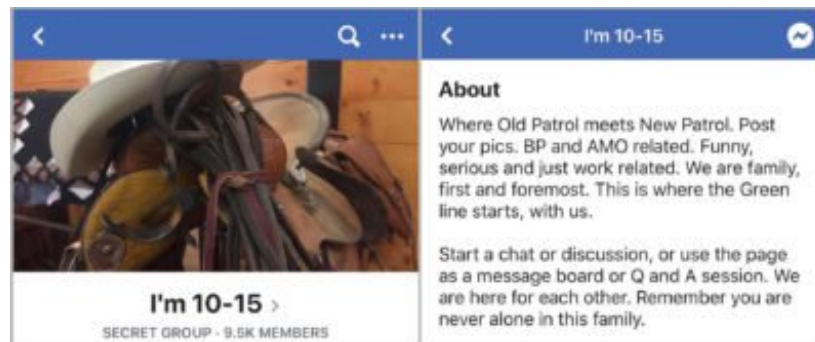 I'm 10-15
SECRET GROUP · 9.5K MEMBERS
I'm 10-15
About
Where Old Patrol meets New Patrol. Post
your pics. BP and AMO related. Funny,
serious and just work related. We are family,
first and foremost. This is where the Green
line starts, with us.
Start a chat or discussion, or use the page
as a message board or Q and A session. We
are here for each other. Remember you are
never alone in this family.